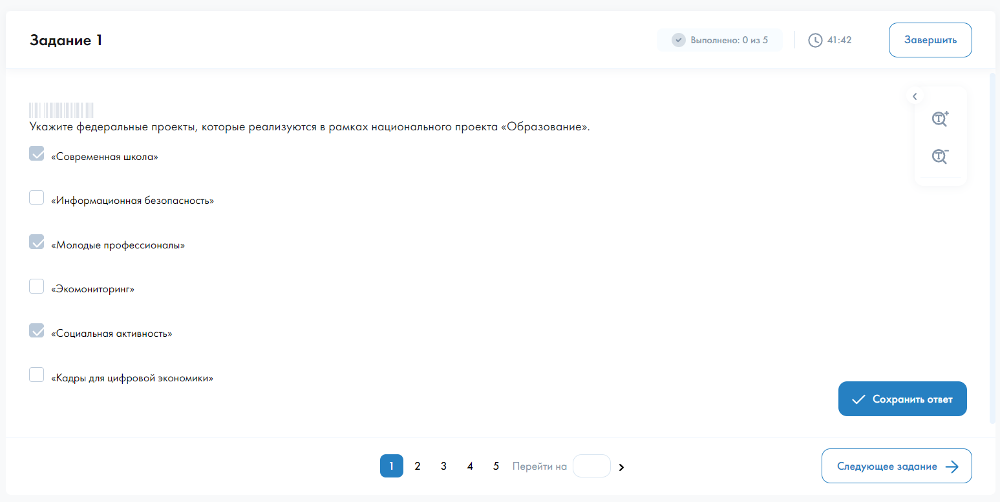 Задание 1
Выполнено: 0 из 5
41:42
Завершить
Укажите федеральные проекты, которые реализуются в рамках национального проекта «Образование».
«Современная школа»
«Информационная безопасность»
«Молодые профессионалы»
«Экомониторинг»
«Социальная активность»
«Кадры для цифровой экономики»
Сохранить ответ
1 2 3 4 5 Перейти на
Следующее задание